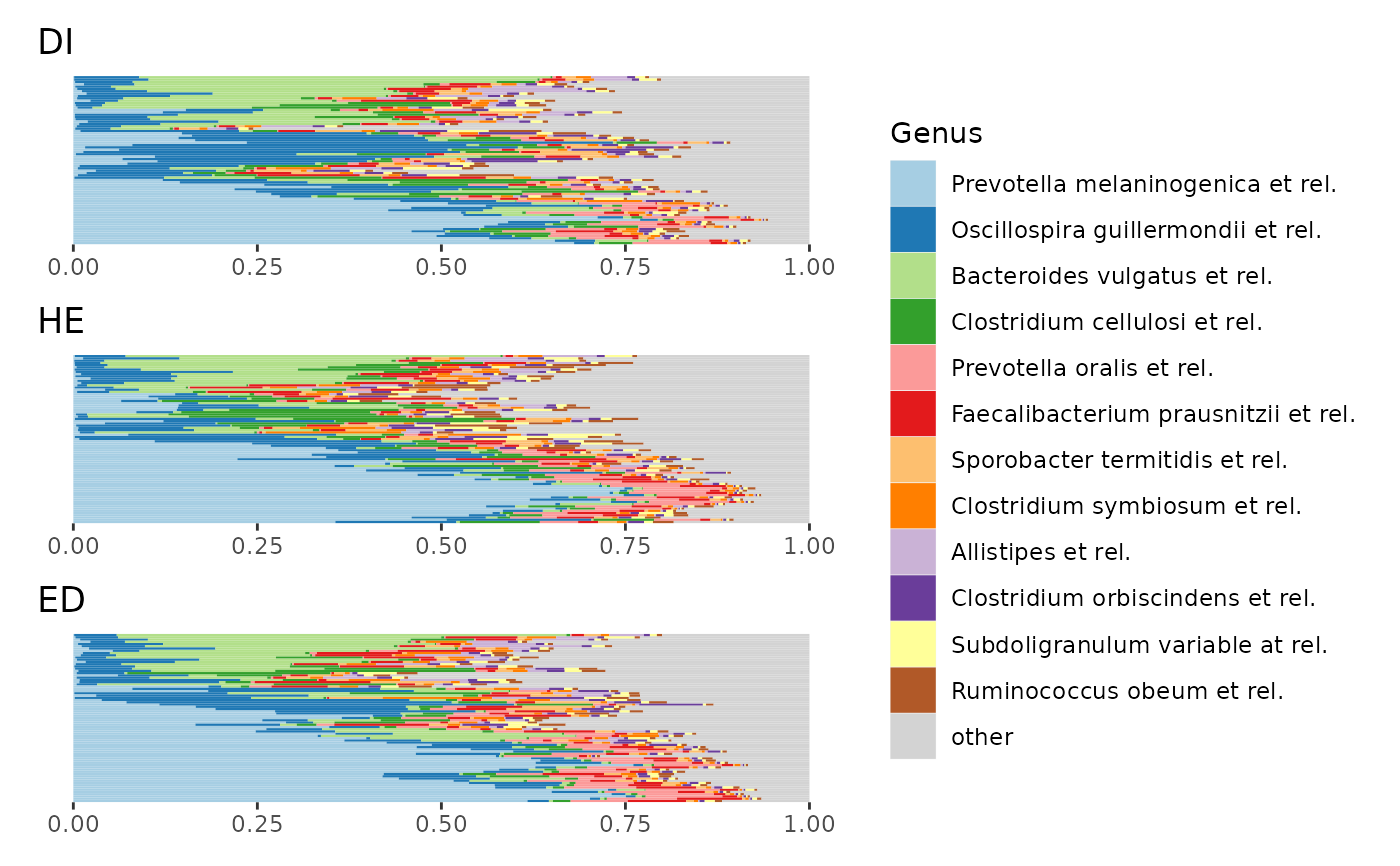 DI
0.00 0.25 0.50 0.75 1.00
HE
0.00 0.25 0.50 0.75 1.00
ED
0.00 0.25 0.50 0.75 1.00
Genus
Prevotella melaninogenica et rel.
Oscillospira guillermondii et rel.
Bacteroides vulgatus et rel.
Clostridium cellulosi et rel.
Prevotella oralis et rel.
Faecalibacterium prausnitzii et rel.
Sporobacter termitidis et rel.
Clostridium symbiosum et rel.
Allistipes et rel.
Clostridium orbiscindens et rel.
Subdoligranulum variable at rel.
Ruminococcus obeum et rel.
other